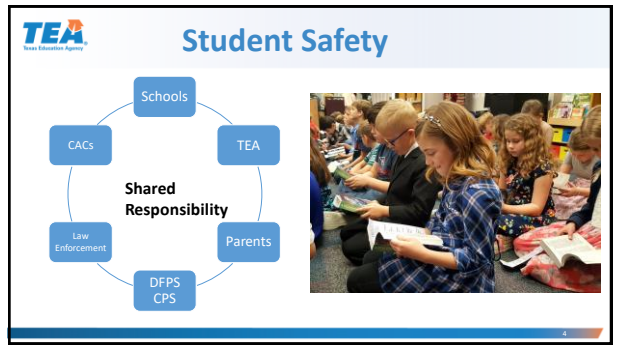 TEA
Texas Education Agency
Student Safety
Schools
CACs
TEA
Shared
Responsibility
Law
Enforcement
Parents
DFPS
CPS
4